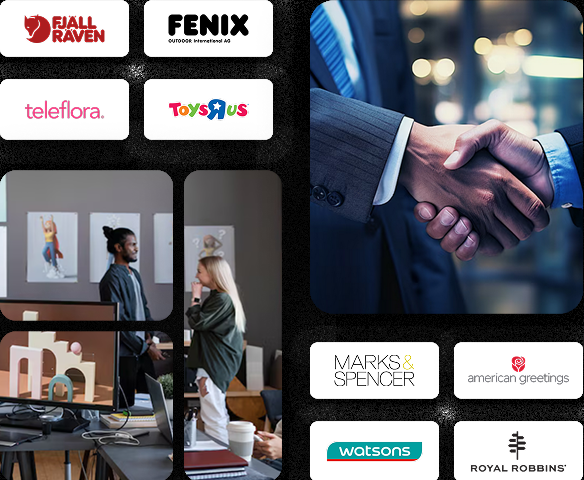 FJALL
RAVEN
FENIX
OUTDOOR International AG
teleflora.
TOYSRUS
MARKS&
SPENCER
american greetings
watsons
ROYAL ROBBINS